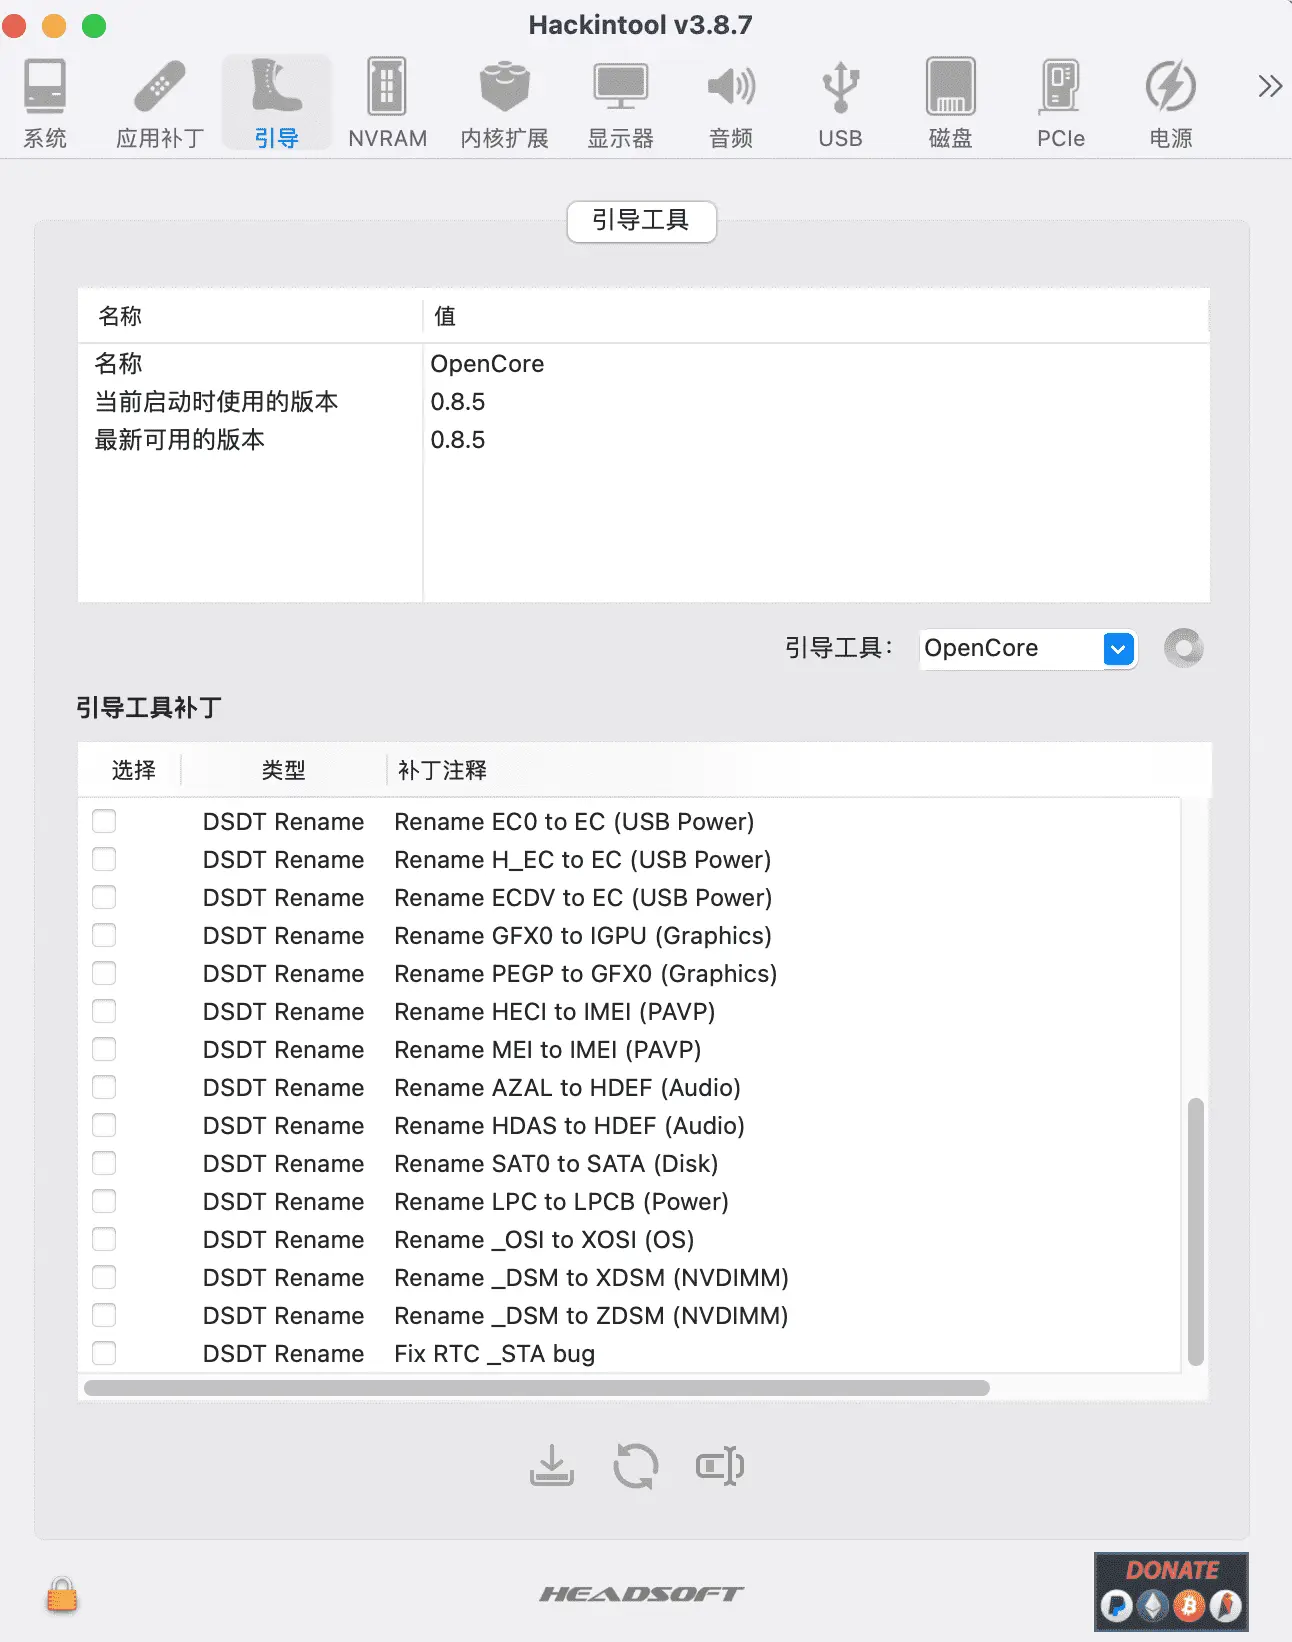 Hackintool v3.8.7
系统 应用补丁 引导 NVRAM 内核扩展 显示器 音频 USB 磁盘 PCIe 电源
引导工具
名称 值
名称 OpenCore
当前启动时使用的版本 0.8.5
最新可用的版本 0.8.5
引导工具： OpenCore
引导工具补丁
选择 类型 补丁注释
DSDT Rename Rename EC0 to EC (USB Power)
DSDT Rename Rename H_EC to EC (USB Power)
DSDT Rename Rename ECDV to EC (USB Power)
DSDT Rename Rename GFX0 to IGPU (Graphics)
DSDT Rename Rename PEGP to GFX0 (Graphics)
DSDT Rename Rename HECI to IMEI (PAVP)
DSDT Rename Rename MEI to IMEI (PAVP)
DSDT Rename Rename AZAL to HDEF (Audio)
DSDT Rename Rename HDAS to HDEF (Audio)
DSDT Rename Rename SAT0 to SATA (Disk)
DSDT Rename Rename LPC to LPCB (Power)
DSDT Rename Rename _OSI to XOSI (OS)
DSDT Rename Rename _DSM to XDSM (NVDIMM)
DSDT Rename Rename _DSM to ZDSM (NVDIMM)
DSDT Rename Fix RTC _STA bug
HEADSOFT
DONATE